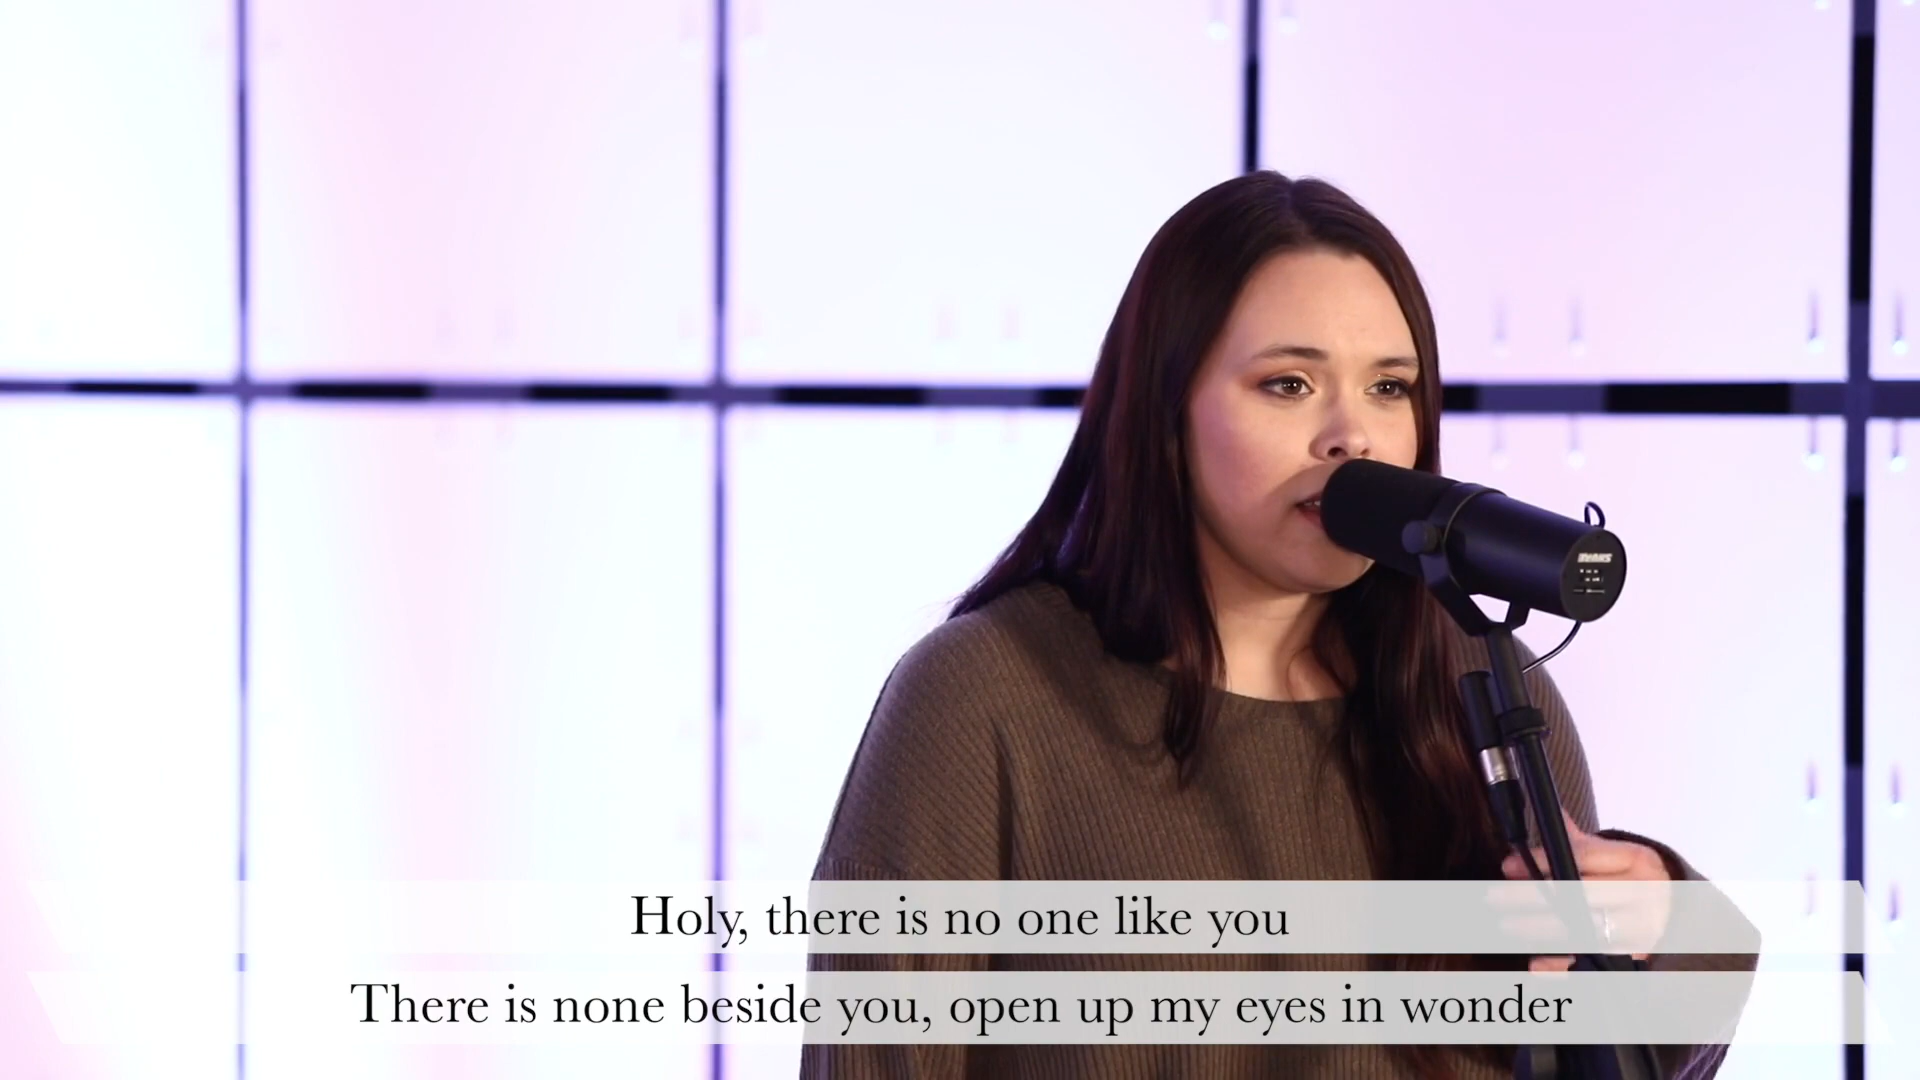 Holy, there is no one like you
There is none beside you, open up my eyes in wonder